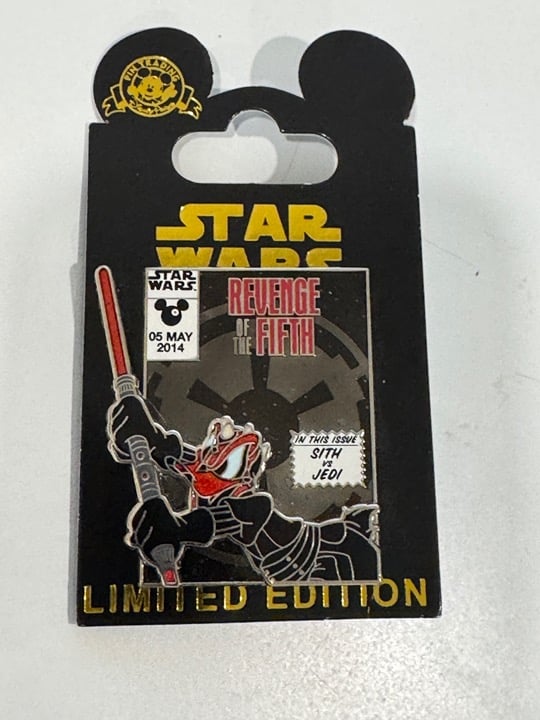 PIN TRADING
STAR
WARS
STAR
WARS
05 MAY
2014
REVENGE
OF
THE FIFTH
IN THIS ISSUE
SITH
VS
JEDI
LIMITED EDITION